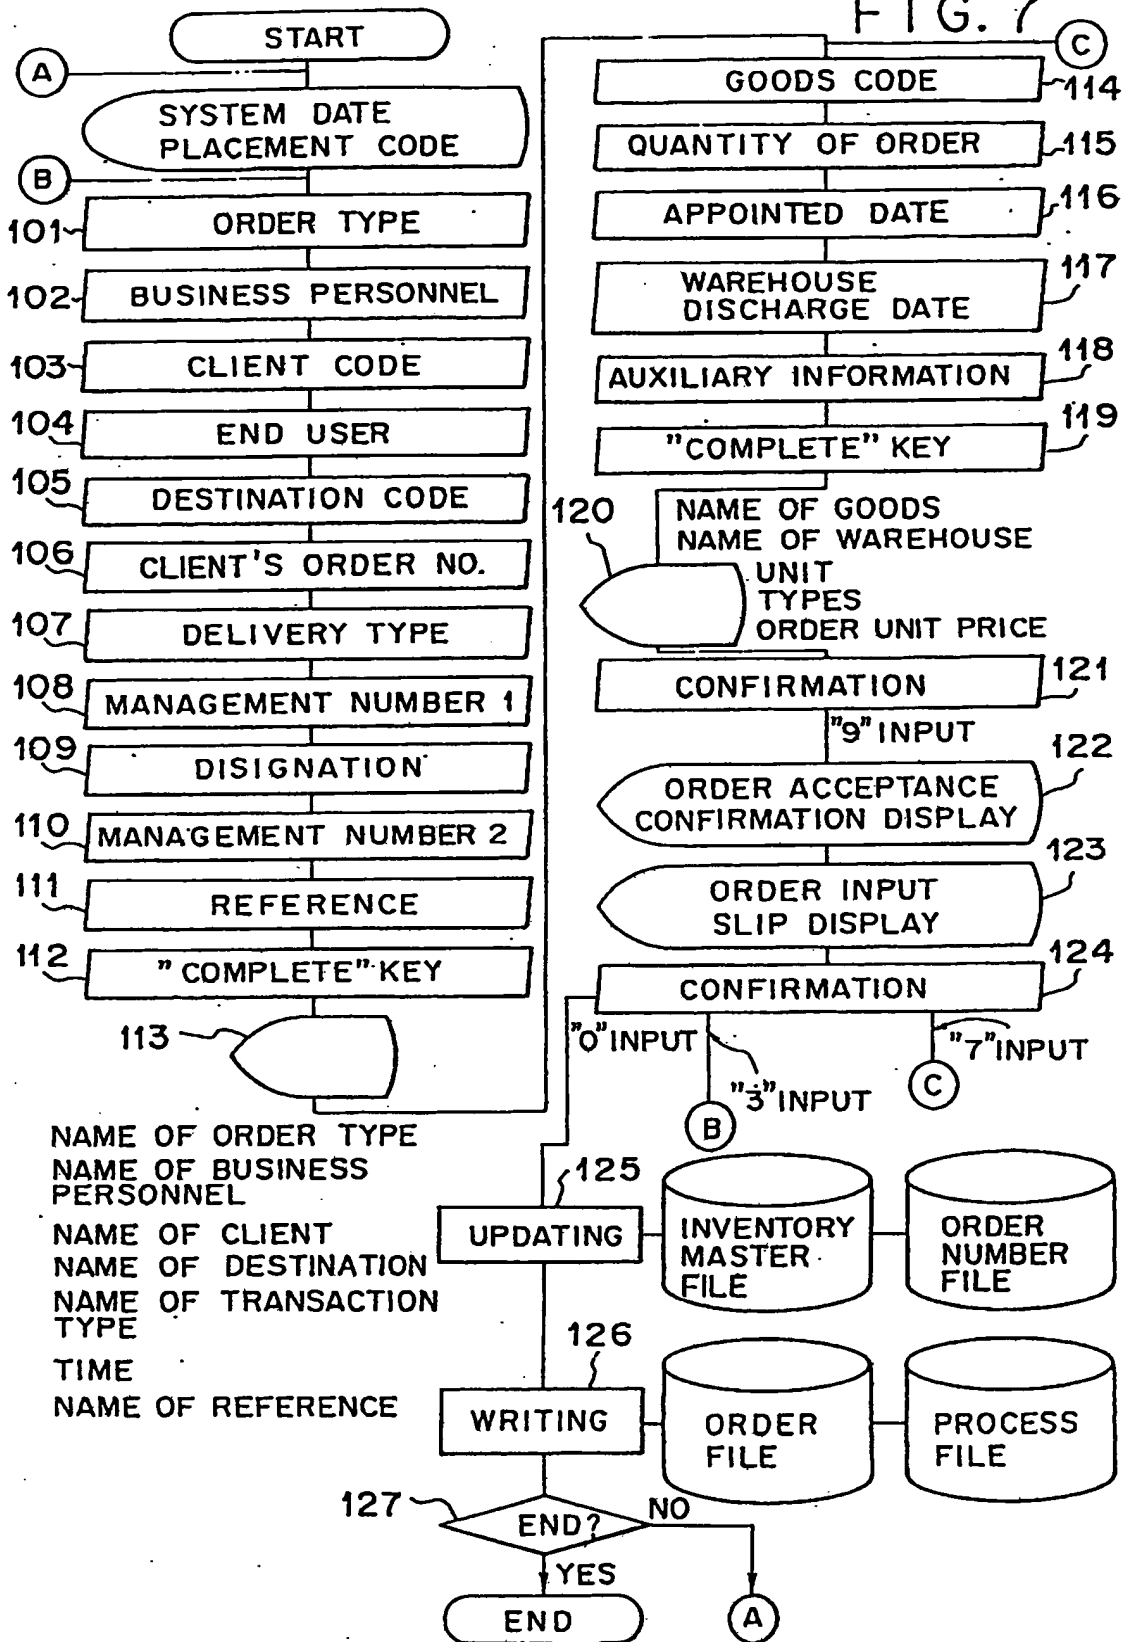 FIG. 7
START
A
SYSTEM DATE
PLACEMENT CODE
B
101
ORDER TYPE
102
BUSINESS PERSONNEL
103
CLIENT CODE
104
END USER
105
DESTINATION CODE
106
CLIENT'S ORDER NO.
107
DELIVERY TYPE
108
MANAGEMENT NUMBER 1
109
DISIGNATION
110
MANAGEMENT NUMBER 2
111
REFERENCE
112
"COMPLETE" KEY
113
NAME OF ORDER TYPE
NAME OF BUSINESS
PERSONNEL
NAME OF CLIENT
NAME OF DESTINATION
NAME OF TRANSACTION
TYPE
TIME
NAME OF REFERENCE
C
GOODS CODE
114
QUANTITY OF ORDER
115
APPOINTED DATE
116
WAREHOUSE
DISCHARGE DATE
117
AUXILIARY INFORMATION
118
"COMPLETE" KEY
119
120
NAME OF GOODS
NAME OF WAREHOUSE
UNIT
TYPES
ORDER UNIT PRICE
CONFIRMATION
121
"9" INPUT
ORDER ACCEPTANCE
CONFIRMATION DISPLAY
122
ORDER INPUT
SLIP DISPLAY
123
CONFIRMATION
124
"0" INPUT
"3" INPUT
"7" INPUT
B
C
125
UPDATING
INVENTORY
MASTER
FILE
ORDER
NUMBER
FILE
126
WRITING
ORDER
FILE
PROCESS
FILE
127
END?
NO
YES
END
A